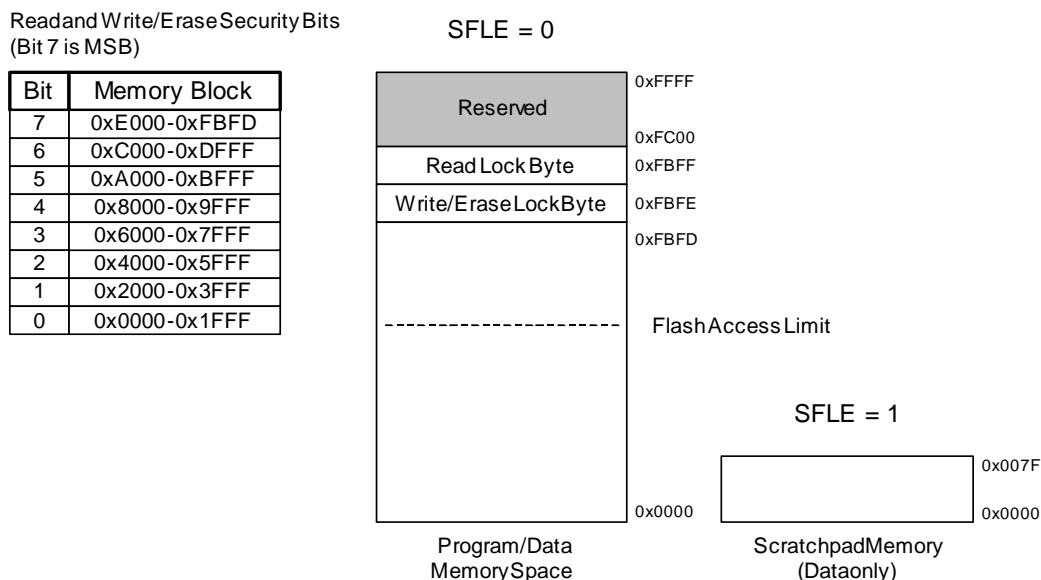 Read and Write/Erase Security Bits
(Bit 7 is MSB)
Bit Memory Block
7 0xE000-0xFBFD
6 0xC000-0xDFFF
5 0xA000-0xBFFF
4 0x8000-0x9FFF
3 0x6000-0x7FFF
2 0x4000-0x5FFF
1 0x2000-0x3FFF
0 0x0000-0x1FFF
SFLE = 0
Reserved
0xFFFF
0xFC00
Read Lock Byte
0xFBFF
Write/Erase Lock Byte
0xFBFE
0xFBFD
Flash Access Limit
0x0000
Program/Data
Memory Space
SFLE = 1
0x007F
0x0000
Scratchpad Memory
(Data only)